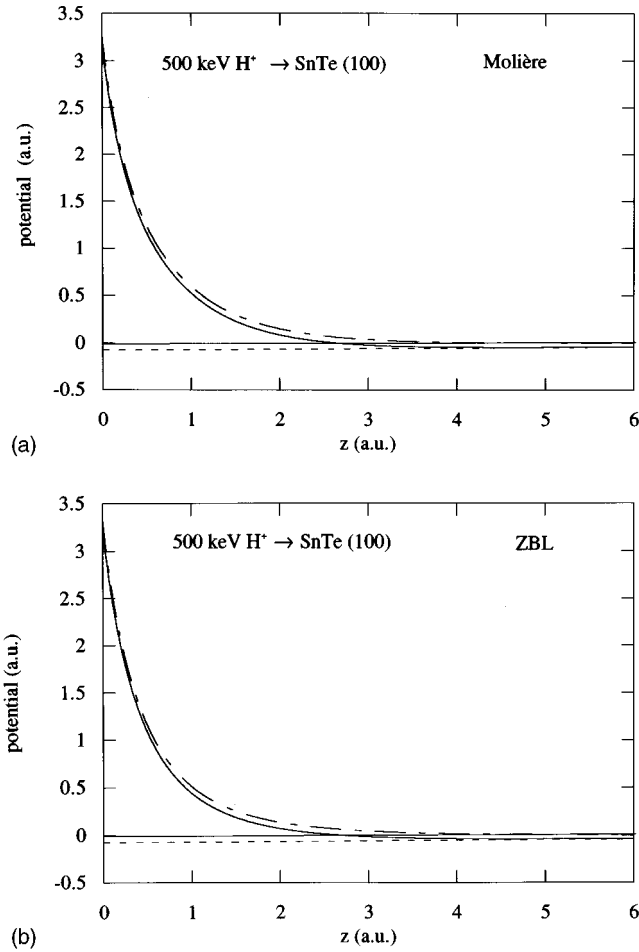 3.5
500 keV H+ → SnTe (100) Molière
3
2.5
2
1.5
1
0.5
0
-0.5
potential (a.u.)
0 1 2 3 4 5 6
z (a.u.)
(a)
3.5
500 keV H+ → SnTe (100) ZBL
3
2.5
2
1.5
1
0.5
0
-0.5
potential (a.u.)
0 1 2 3 4 5 6
z (a.u.)
(b)